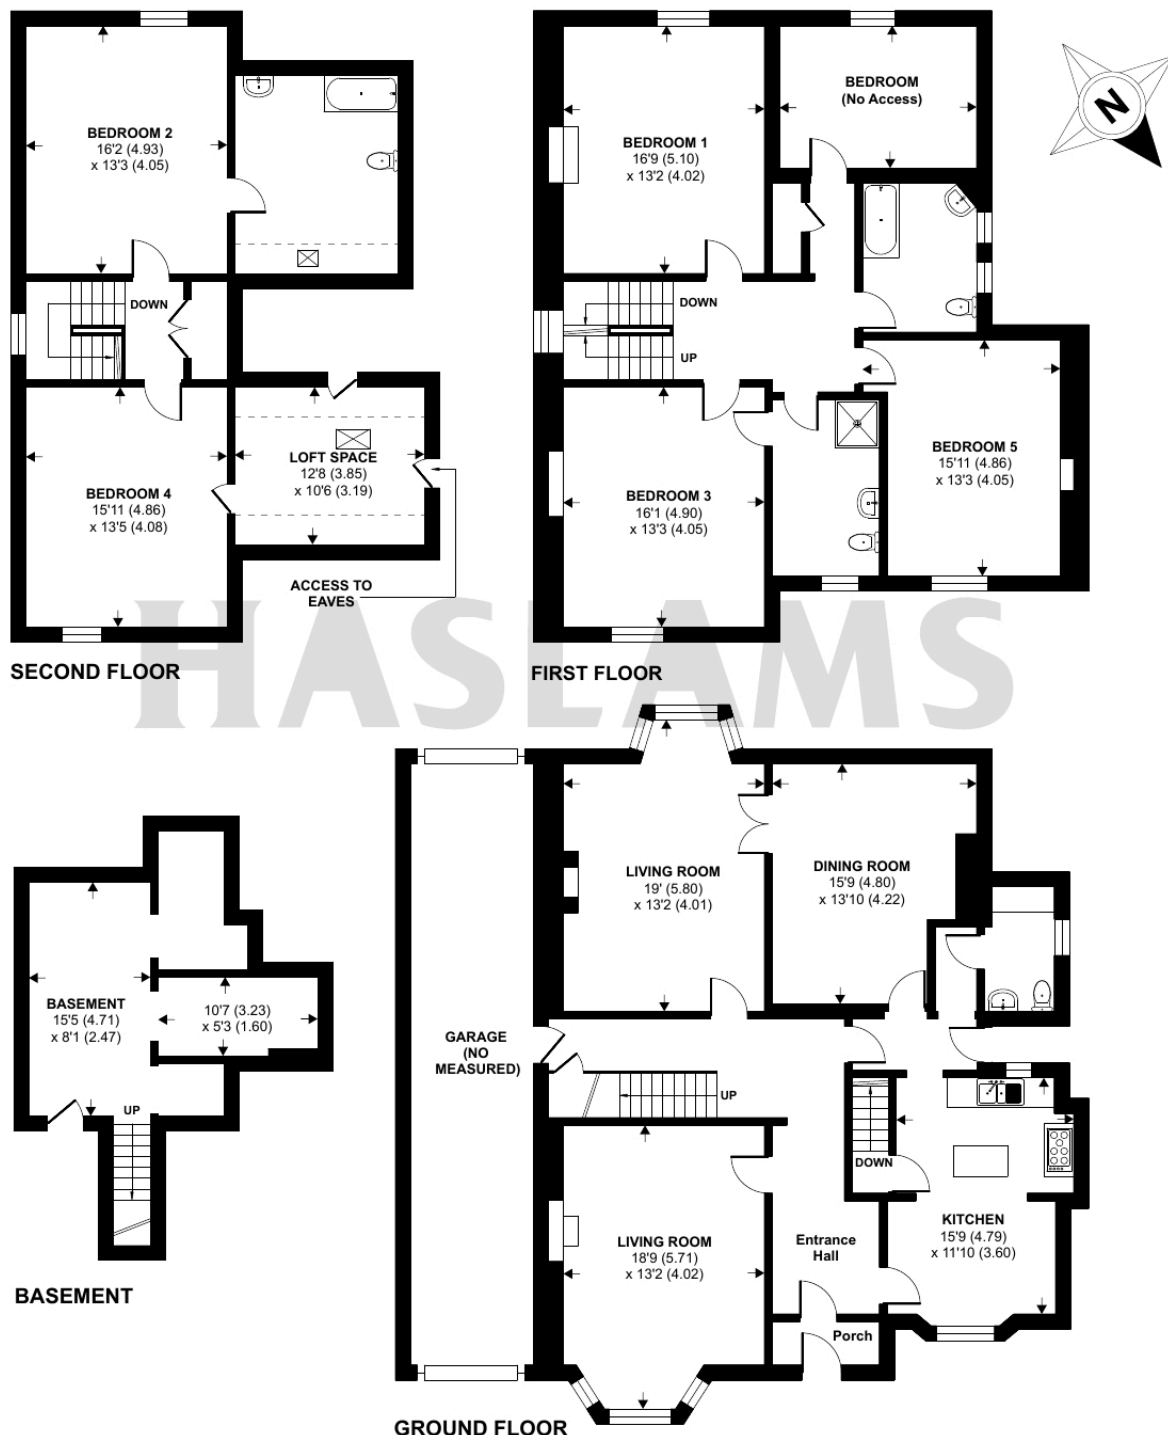 BEDROOM 2
16'2 (4.93)
x 13'3 (4.05)
DOWN
BEDROOM 4
15'11 (4.86)
x 13'5 (4.08)
LOFT SPACE
12'8 (3.85)
x 10'6 (3.19)
ACCESS TO
EAVES
SECOND FLOOR
BEDROOM 1
16'9 (5.10)
x 13'2 (4.02)
BEDROOM
(No Access)
N
DOWN
UP
BEDROOM 3
16'1 (4.90)
x 13'3 (4.05)
BEDROOM 5
15'11 (4.86)
x 13'3 (4.05)
FIRST FLOOR
HASLAMS
BASEMENT
15'5 (4.71)
x 8'1 (2.47)
10'7 (3.23)
x 5'3 (1.60)
UP
BASEMENT
LIVING ROOM
19' (5.80)
x 13'2 (4.01)
DINING ROOM
15'9 (4.80)
x 13'10 (4.22)
GARAGE
(NO
MEASURED)
UP
DOWN
LIVING ROOM
18'9 (5.71)
x 13'2 (4.02)
Entrance
Hall
KITCHEN
15'9 (4.79)
x 11'10 (3.60)
Porch
GROUND FLOOR